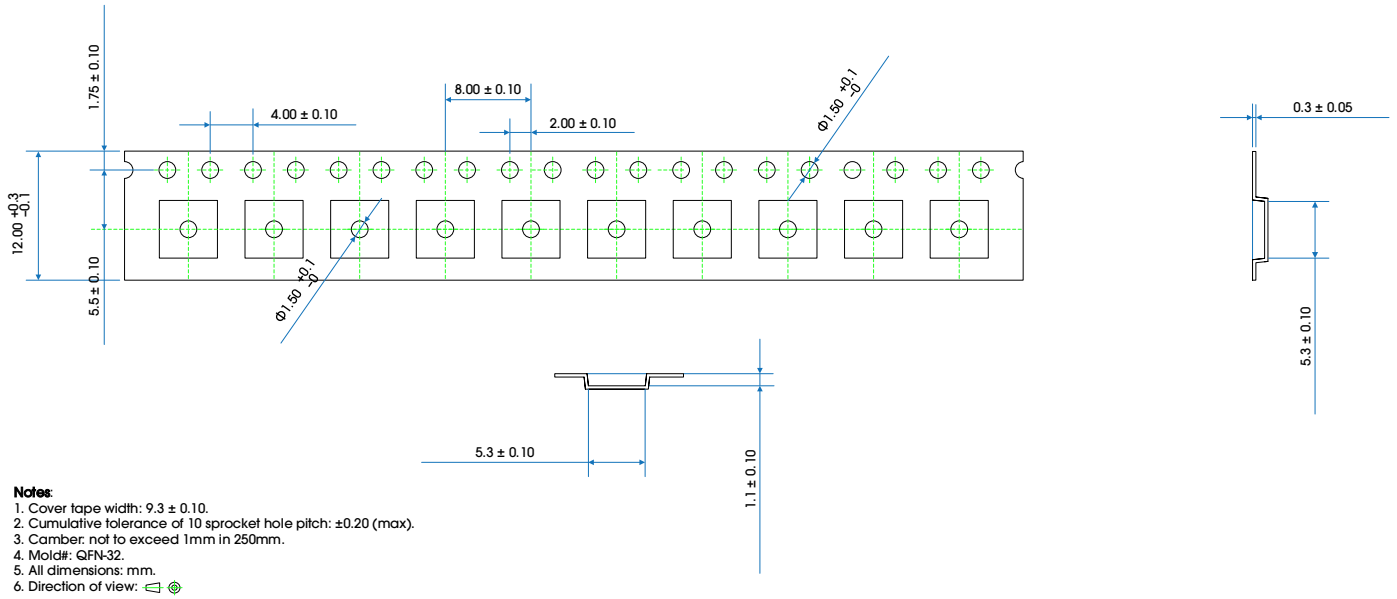 1.75 ± 0.10
4.00 ± 0.10
8.00 ± 0.10
2.00 ± 0.10
Φ1.50 +0.1 -0
0.3 ± 0.05
12.00 +0.3 -0.1
5.5 ± 0.10
Φ1.50 +0.1 -0
5.3 ± 0.10
5.3 ± 0.10
1.1 ± 0.10
Notes:
1. Cover tape width: 9.3 ± 0.10.
2. Cumulative tolerance of 10 sprocket hole pitch: ±0.20 (max).
3. Camber: not to exceed 1mm in 250mm.
4. Mold#: QFN-32.
5. All dimensions: mm.
6. Direction of view: